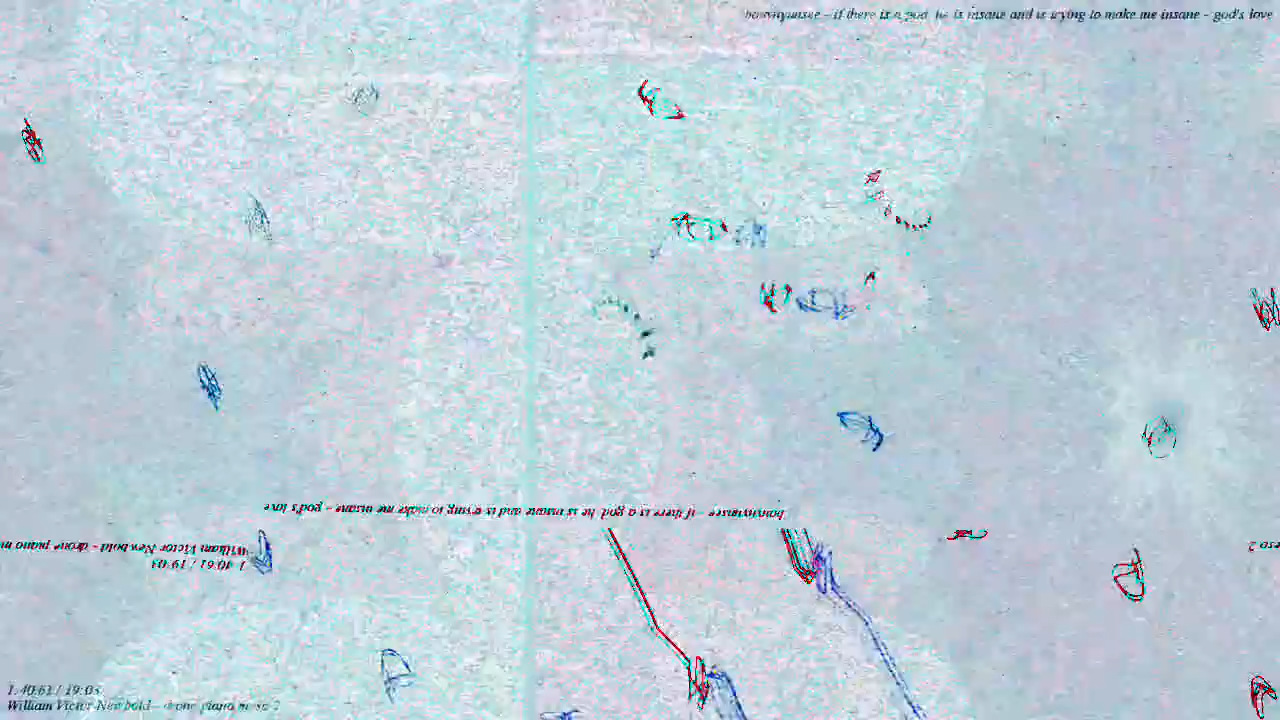 - if there is a god he is insane and is trying to make me insane - god's love
- if there is a god he is insane and is trying to make me insane - god's love
William Victor Newbold - drone piano
1. 40:61 / 19:03
so 2
1. 40:61 / 19:03
William Victor Newbold - drone piano